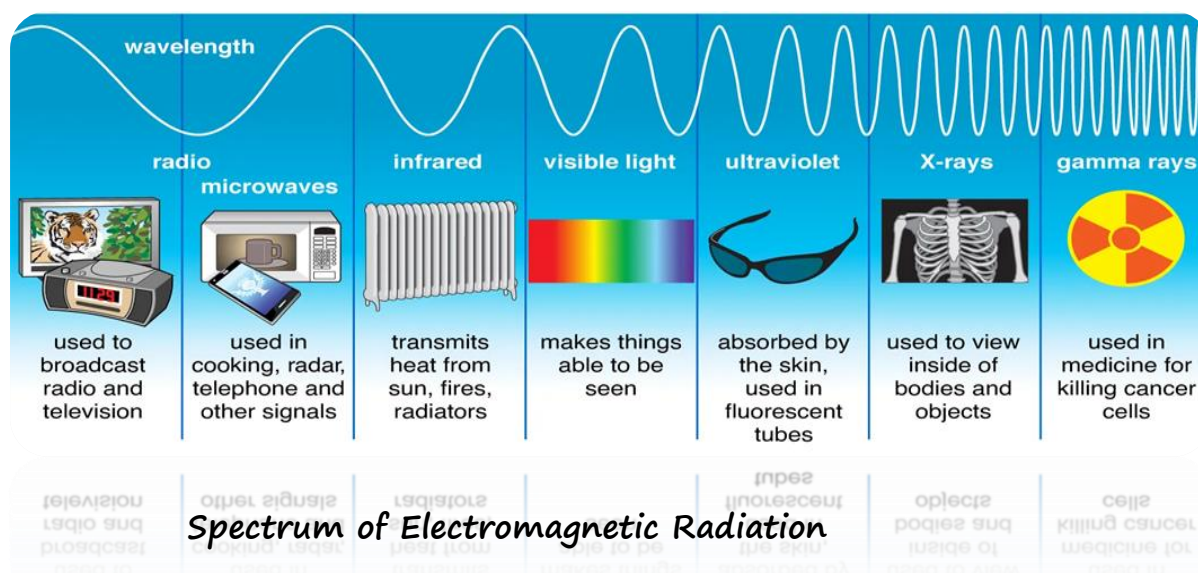 wavelength
radio
microwaves
infrared
visible light
ultraviolet
X-rays
gamma rays
11:29
used to
broadcast
radio and
television
used in
cooking, radar,
telephone and
other signals
transmits
heat from
sun, fires,
radiators
makes things
able to be
seen
absorbed by
the skin,
used in
fluorescent
tubes
used to view
inside of
bodies and
objects
used in
medicine for
killing cancer
cells
Spectrum of Electromagnetic Radiation